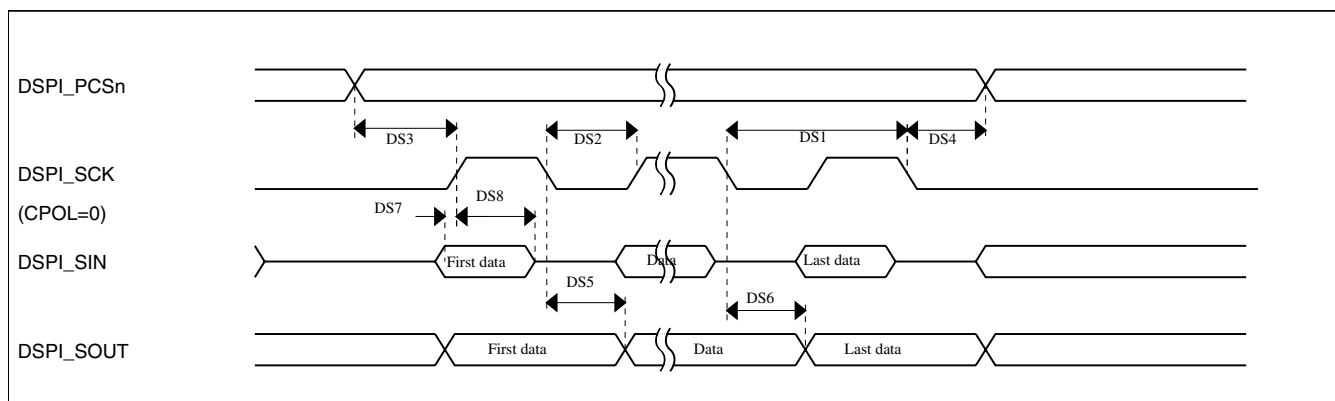 DSPI_PCSn
DS3
DS2
DS1
DS4
DSPI_SCK
(CPOL=0)
DS7
DS8
DSPI_SIN
First data
Data
Last data
DS5
DS6
DSPI_SOUT
First data
Data
Last data